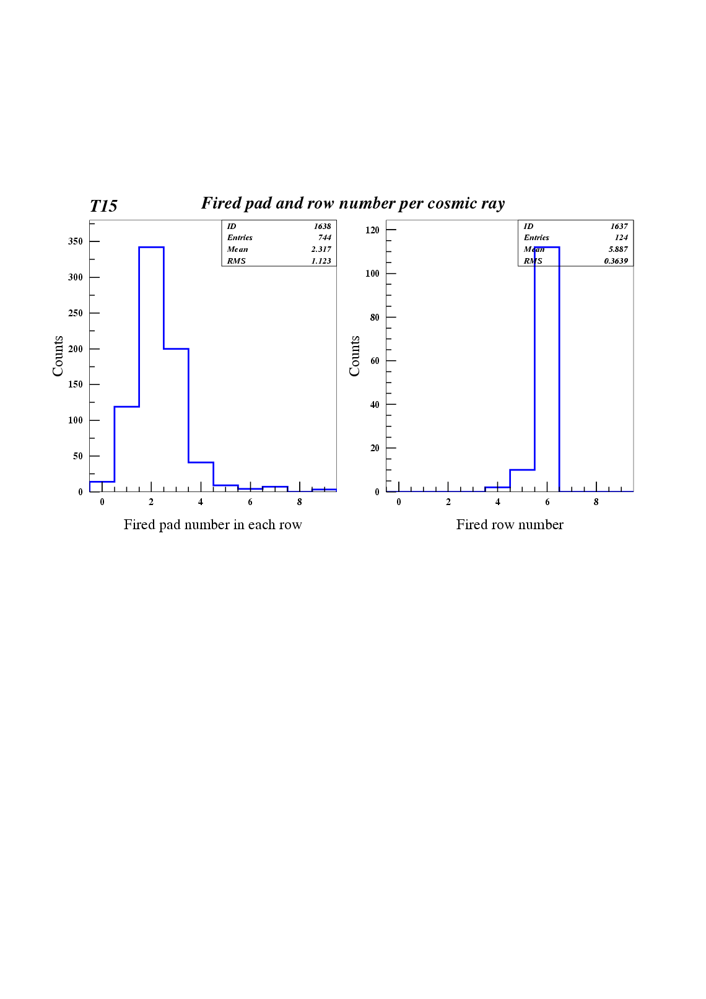 T15 Fired pad and row number per cosmic ray
ID 1638
Entries 744
Mean 2.317
RMS 1.123
350
300
250
200
150
100
50
0
Counts
0 2 4 6 8
Fired pad number in each row
ID 1637
Entries 124
Mean 5.887
RMS 0.3639
120
100
80
60
40
20
0
Counts
0 2 4 6 8
Fired row number